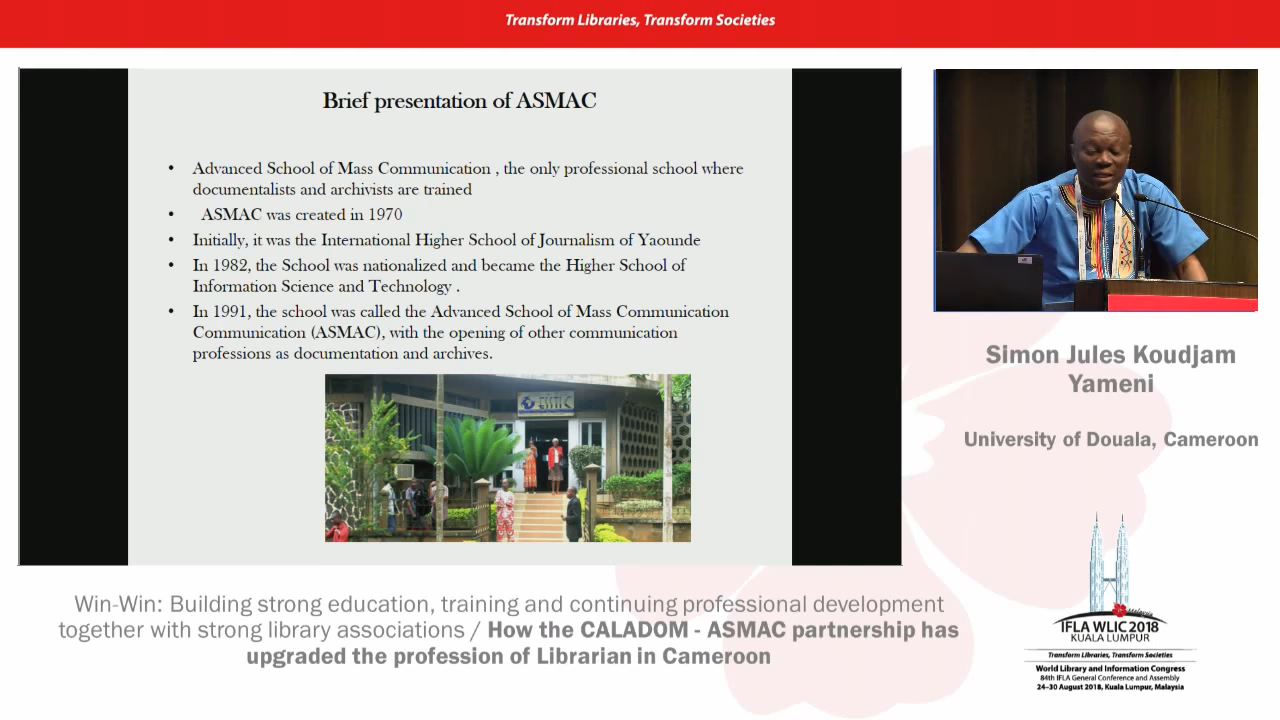 Transform Libraries, Transform Societies
Brief presentation of ASMAC
• Advanced School of Mass Communication , the only professional school where
documentalists and archivists are trained
• ASMAC was created in 1970
• Initially, it was the International Higher School of Journalism of Yaounde
• In 1982, the School was nationalized and became the Higher School of
Information Science and Technology .
• In 1991, the school was called the Advanced School of Mass Communication
Communication (ASMAC), with the opening of other communication
professions as documentation and archives.
ESSTIC
Simon Jules Koudjam
Yameni
University of Douala, Cameroon
Win-Win: Building strong education, training and continuing professional development
together with strong library associations / How the CALADOM - ASMAC partnership has
upgraded the profession of Librarian in Cameroon
Malaysia
IFLA WLIC 2018
KUALA LUMPUR
Transform Libraries, Transform Societies
World Library and Information Congress
84th IFLA General Conference and Assembly
24–30 August 2018, Kuala Lumpur, Malaysia